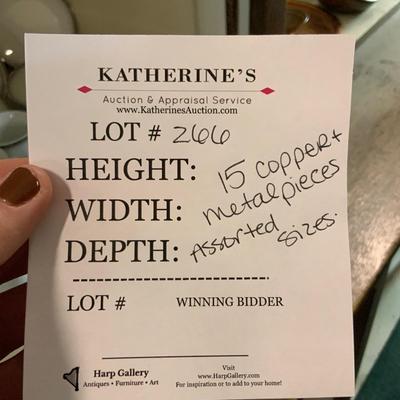 KATHERINE'S
Auction & Appraisal Service
www.KatherinesAuction.com
LOT # 266
HEIGHT:
WIDTH:
DEPTH:
15 copper+
metal pieces
Assorted sizes.
LOT #
WINNING BIDDER
Harp Gallery
Antiques • Furniture • Art
Visit
www.HarpGallery.com
For inspiration or to add to your home!